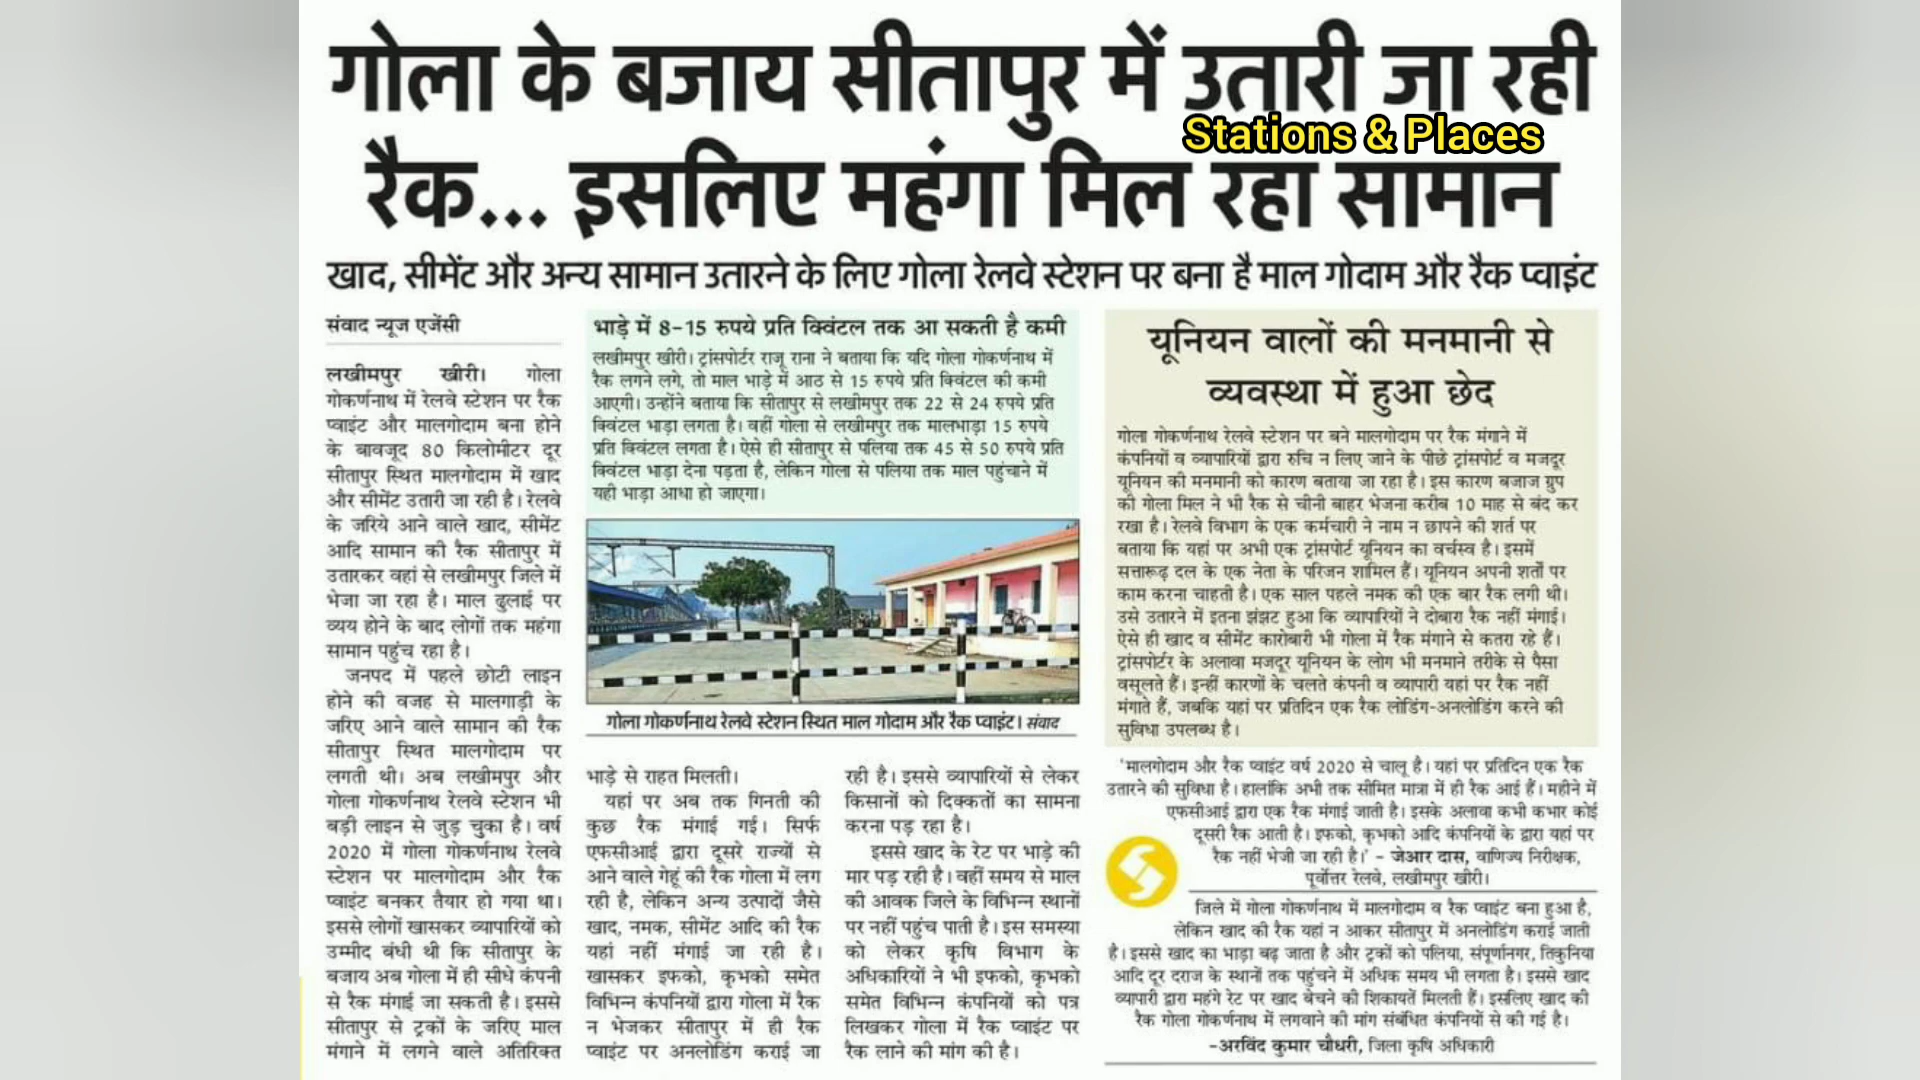 गोला के बजाय सीतापुर में उतारी जा रही
Stations & Places
रैक... इसलिए महंगा मिल रहा सामान
खाद, सीमेंट और अन्य सामान उतारने के लिए गोला रेलवे स्टेशन पर बना है माल गोदाम और रैक प्वाइंट
संवाद न्यूज एजेंसी
लखीमपुर खीरी। गोला
गोकर्णनाथ में रेलवे स्टेशन पर रैक
प्वाइंट और मालगोदाम बना होने
के बावजूद 80 किलोमीटर दूर
सीतापुर स्थित मालगोदाम में खाद
और सीमेंट उतारी जा रही है। रेलवे
के जरिये आने वाले खाद, सीमेंट
आदि सामान की रैक सीतापुर में
उतारकर वहां से लखीमपुर जिले में
भेजा जा रहा है। माल ढुलाई पर
व्यय होने के बाद लोगों तक महंगा
सामान पहुंच रहा है।
जनपद में पहले छोटी लाइन
होने की वजह से मालगाड़ी के
जरिए आने वाले सामान की रैक
सीतापुर स्थित मालगोदाम पर
लगती थी। अब लखीमपुर और
गोला गोकर्णनाथ रेलवे स्टेशन भी
बड़ी लाइन से जुड़ चुका है। वर्ष
2020 में गोला गोकर्णनाथ रेलवे
स्टेशन पर मालगोदाम और रैक
प्वाइंट बनकर तैयार हो गया था।
इससे लोगों खासकर व्यापारियों को
उम्मीद बंधी थी कि सीतापुर के
बजाय अब गोला में ही सीधे कंपनी
से रैक मंगाई जा सकती है। इससे
सीतापुर से ट्रकों के जरिए माल
मंगाने में लगने वाले अतिरिक्त
भाड़े में 8-15 रुपये प्रति क्विंटल तक आ सकती है कमी
लखीमपुर खीरी। ट्रांसपोर्टर राजू राना ने बताया कि यदि गोला गोकर्णनाथ में
रैक लगने लगे, तो माल भाड़े में आठ से 15 रुपये प्रति क्विंटल की कमी
आएगी। उन्होंने बताया कि सीतापुर से लखीमपुर तक 22 से 24 रुपये प्रति
क्विंटल भाड़ा लगता है। वहीं गोला से लखीमपुर तक मालभाड़ा 15 रुपये
प्रति क्विंटल लगता है। ऐसे ही सीतापुर से पलिया तक 45 से 50 रुपये प्रति
क्विंटल भाड़ा देना पड़ता है, लेकिन गोला से पलिया तक माल पहुंचाने में
यही भाड़ा आधा हो जाएगा।
गोला गोकर्णनाथ रेलवे स्टेशन स्थित माल गोदाम और रैक प्वाइंट। संवाद
भाड़े से राहत मिलती।
यहां पर अब तक गिनती की
कुछ रैक मंगाई गई। सिर्फ
एफसीआई द्वारा दूसरे राज्यों से
आने वाले गेहूं की रैक गोला में लग
रही है, लेकिन अन्य उत्पादों जैसे
खाद, नमक, सीमेंट आदि की रैक
यहां नहीं मंगाई जा रही है।
खासकर इफको, कृभको समेत
विभिन्न कंपनियों द्वारा गोला में रैक
न भेजकर सीतापुर में ही रैक
प्वाइंट पर अनलोडिंग कराई जा
रही है। इससे व्यापारियों से लेकर
किसानों को दिक्कतों का सामना
करना पड़ रहा है।
इससे खाद के रेट पर भाड़े की
मार पड़ रही है। वहीं समय से माल
की आवक जिले के विभिन्न स्थानों
पर नहीं पहुंच पाती है। इस समस्या
को लेकर कृषि विभाग के
अधिकारियों ने भी इफको, कृभको
समेत विभिन्न कंपनियों को पत्र
लिखकर गोला में रैक प्वाइंट पर
रैक लाने की मांग की है।
यूनियन वालों की मनमानी से
व्यवस्था में हुआ छेद
गोला गोकर्णनाथ रेलवे स्टेशन पर बने मालगोदाम पर रैक मंगाने में
कंपनियों व व्यापारियों द्वारा रुचि न लिए जाने के पीछे ट्रांसपोर्ट व मजदूर
यूनियन की मनमानी को कारण बताया जा रहा है। इस कारण बजाज ग्रुप
की गोला मिल ने भी रैक से चीनी बाहर भेजना करीब 10 माह से बंद कर
रखा है। रेलवे विभाग के एक कर्मचारी ने नाम न छापने की शर्त पर
बताया कि यहां पर अभी एक ट्रांसपोर्ट यूनियन का वर्चस्व है। इसमें
सत्तारूढ़ दल के एक नेता के परिजन शामिल हैं। यूनियन अपनी शर्तों पर
काम करना चाहती है। एक साल पहले नमक की एक बार रैक लगी थी।
उसे उतारने में इतना झंझट हुआ कि व्यापारियों ने दोबारा रैक नहीं मंगाई।
ऐसे ही खाद व सीमेंट कारोबारी भी गोला में रैक मंगाने से कतरा रहे हैं।
ट्रांसपोर्टर के अलावा मजदूर यूनियन के लोग भी मनमाने तरीके से पैसा
वसूलते हैं। इन्हीं कारणों के चलते कंपनी व व्यापारी यहां पर रैक नहीं
मंगाते हैं, जबकि यहां पर प्रतिदिन एक रैक लोडिंग-अनलोडिंग करने की
सुविधा उपलब्ध है।
'मालगोदाम और रैक प्वाइंट वर्ष 2020 से चालू है। यहां पर प्रतिदिन एक रैक
उतारने की सुविधा है। हालांकि अभी तक सीमित मात्रा में ही रैक आई हैं। महीने में
एफसीआई द्वारा एक रैक मंगाई जाती है। इसके अलावा कभी कभार कोई
दूसरी रैक आती है। इफको, कृभको आदि कंपनियों के द्वारा यहां पर
रैक नहीं भेजी जा रही है।' - जेआर दास, वाणिज्य निरीक्षक,
पूर्वोत्तर रेलवे, लखीमपुर खीरी।
जिले में गोला गोकर्णनाथ में मालगोदाम व रैक प्वाइंट बना हुआ है,
लेकिन खाद की रैक यहां न आकर सीतापुर में अनलोडिंग कराई जाती
है। इससे खाद का भाड़ा बढ़ जाता है और ट्रकों को पलिया, संपूर्णानगर, तिकुनिया
आदि दूर दराज के स्थानों तक पहुंचने में अधिक समय भी लगता है। इससे खाद
व्यापारी द्वारा महंगे रेट पर खाद बेचने की शिकायतें मिलती हैं। इसलिए खाद की
रैक गोला गोकर्णनाथ में लगवाने की मांग संबंधित कंपनियों से की गई है।
-अरविंद कुमार चौधरी, जिला कृषि अधिकारी